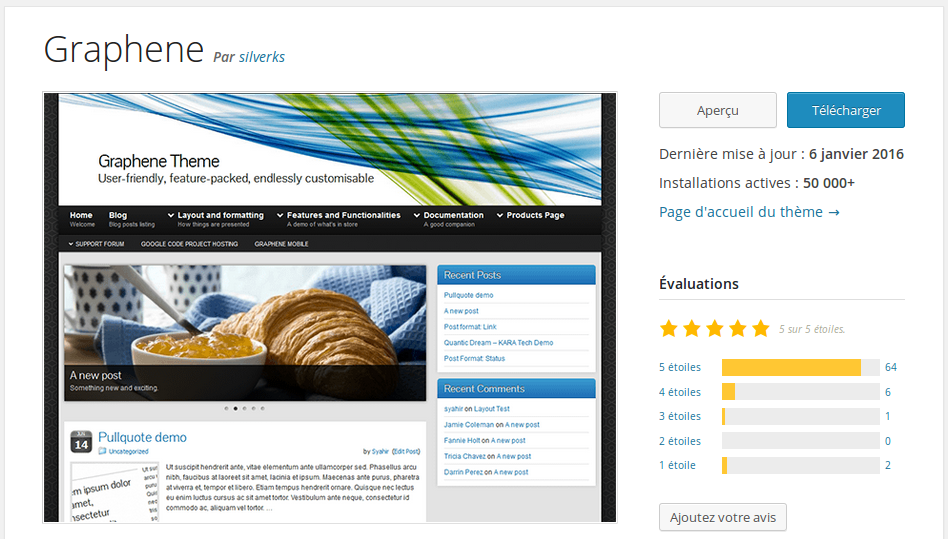 Graphene Par silverks
Graphene Theme
User-friendly, feature-packed, endlessly customisable
Home
Welcome
Blog
Blog posts listing
Layout and formatting
How things are presented
Features and Functionalities
A demo of what's in store
Documentation
A good companion
Products Page
SUPPORT FORUM GOOGLE CODE PROJECT HOSTING GRAPHENE MOBILE
A new post
Something new and exciting.
Recent Posts
Pullquote demo
A new post
Post format: Link
Quantic Dream – KARA Tech Demo
Post Format: Status
Recent Comments
syahir on Layout Test
Jamie Coleman on A new post
Fannie Holt on A new post
Tricia Chavez on A new post
Darrin Perez on A new post
14
Pullquote demo
Uncategorized by Syahir (Edit Post)
Ut suscipit hendrerit ante, vitae elementum ante ullamcorper sed. Phasellus arcu
nibh, faucibus at laoreet sit amet, lacinia et ipsum. Maecenas ante purus, pharetra
at viverra et, tempor et libero. Etiam tempus hendrerit ornare. Quisque nec lectus
eu enim luctus cursus ac sit amet tortor. Vestibulum ante neque, consectetur id
commodo ac, aliquam vel tortor. ...
Aperçu
Télécharger
Dernière mise à jour : 6 janvier 2016
Installations actives : 50 000+
Page d'accueil du thème →
Évaluations
5 sur 5 étoiles.
5 étoiles 64
4 étoiles 6
3 étoiles 1
2 étoiles 0
1 étoile 2
Ajoutez votre avis